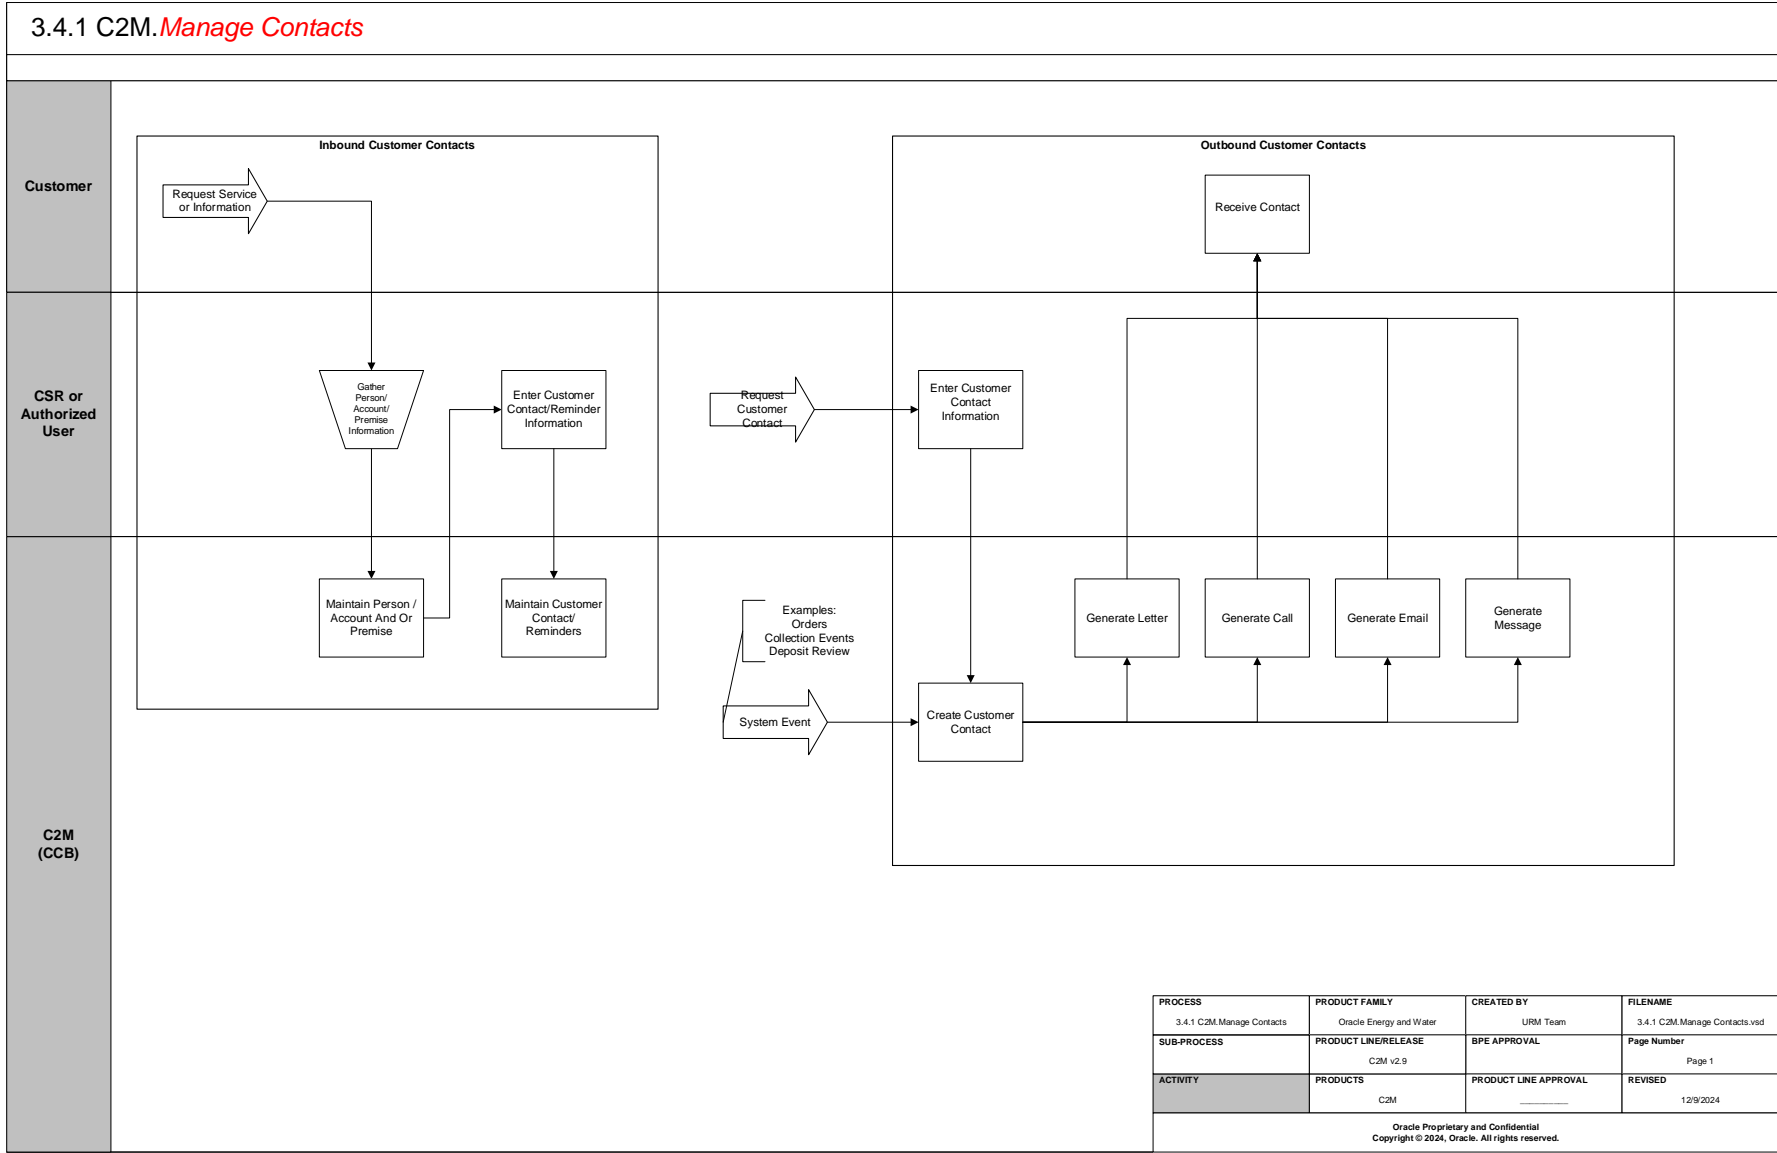 3.4.1 C2M.Manage Contacts
Customer
Inbound Customer Contacts
Request Service
or Information
Outbound Customer Contacts
Receive Contact
CSR or
Authorized
User
Gather
Person/
Account/
Premise
Information
Enter Customer
Contact/Reminder
Information
Request
Customer
Contact
Enter Customer
Contact
Information
C2M
(CCB)
Maintain Person /
Account And Or
Premise
Maintain Customer
Contact/
Reminders
Examples:
Orders
Collection Events
Deposit Review
System Event
Create Customer
Contact
Generate Letter
Generate Call
Generate Email
Generate
Message
PROCESS
3.4.1 C2M.Manage Contacts
PRODUCT FAMILY
Oracle Energy and Water
CREATED BY
URM Team
FILENAME
3.4.1 C2M.Manage Contacts.vsd
SUB-PROCESS
PRODUCT LINE/RELEASE
C2M v2.9
BPE APPROVAL
Page Number
Page 1
ACTIVITY
PRODUCTS
C2M
PRODUCT LINE APPROVAL
REVISED
12/9/2024
Oracle Proprietary and Confidential
Copyright © 2024, Oracle. All rights reserved.